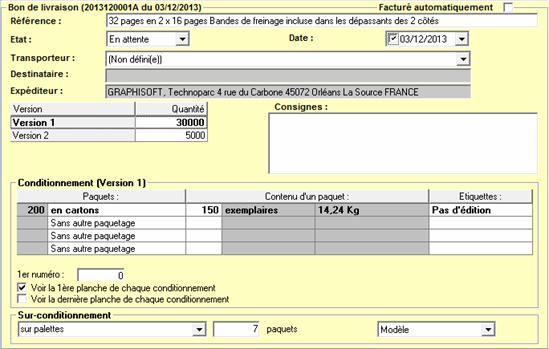 Bon de livraison (2013120001A du 03/12/2013) Facturé automatiquement
Référence : 32 pages en 2 x 16 pages Bandes de freinage incluse dans les dépassants des 2 côtés
Etat : En attente Date : 03/12/2013
Transporteur : (Non défini(e))
Destinataire :
Expéditeur : GRAPHISOFT, Technoparc 4 rue du Carbone 45072 Orléans La Source FRANCE
Version Quantité Consignes :
Version 1 30000
Version 2 5000
Conditionnement (Version 1)
Paquets : Contenu d'un paquet : Etiquettes :
200 en cartons 150 exemplaires 14,24 Kg Pas d'édition
Sans autre paquetage
Sans autre paquetage
Sans autre paquetage
1er numéro : 0
Voir la 1ère planche de chaque conditionnement
Voir la dernière planche de chaque conditionnement
Sur-conditionnement
sur palettes 7 paquets Modèle